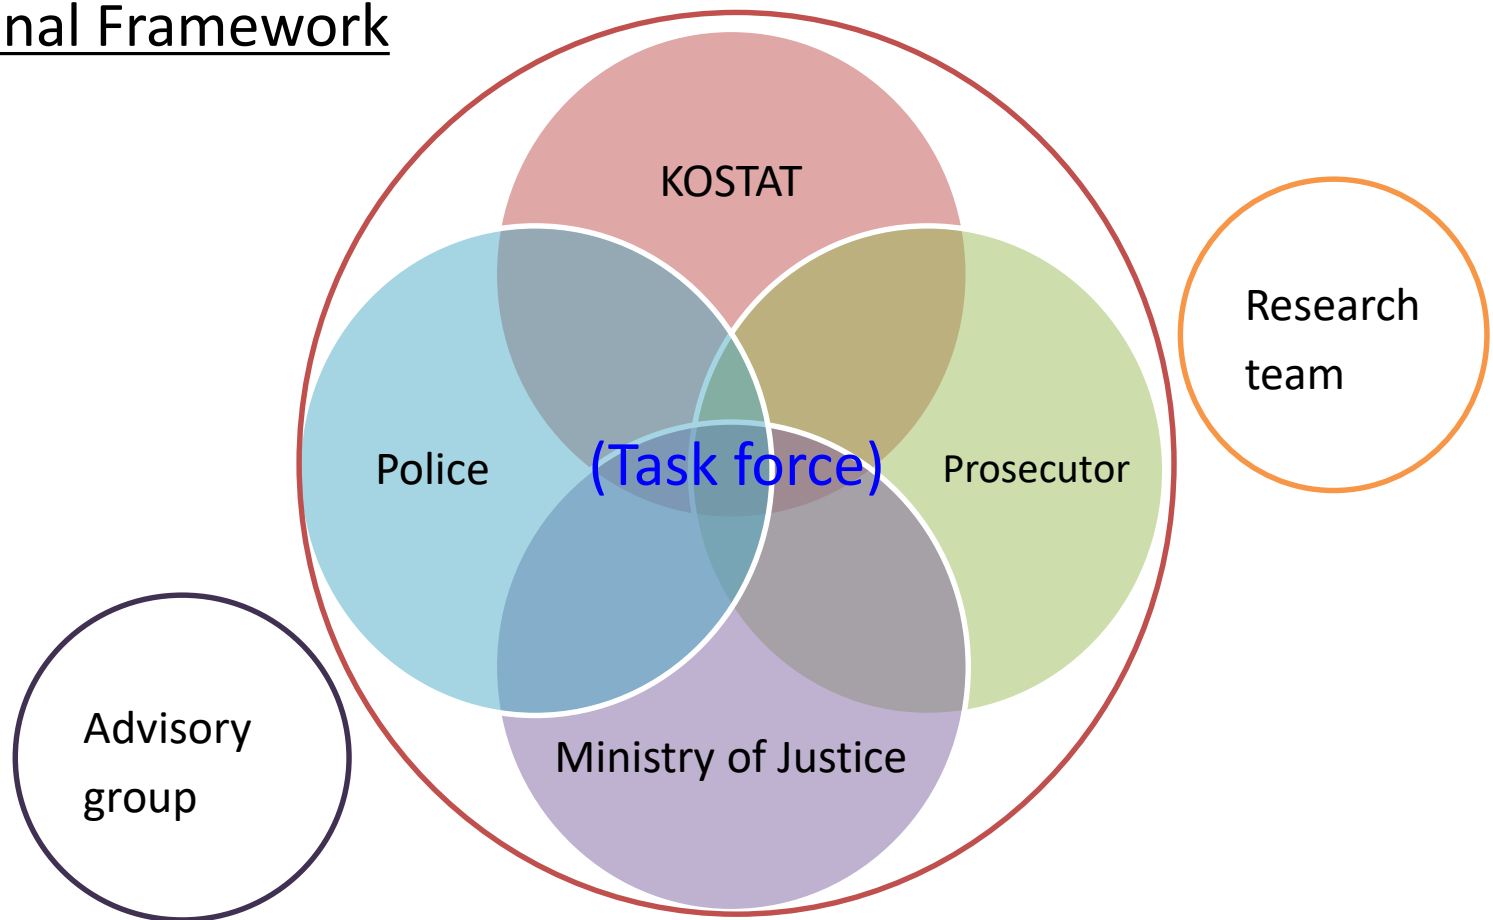 nal Framework
KOSTAT
Research
team
Police
(Task force)
Prosecutor
Advisory
group
Ministry of Justice